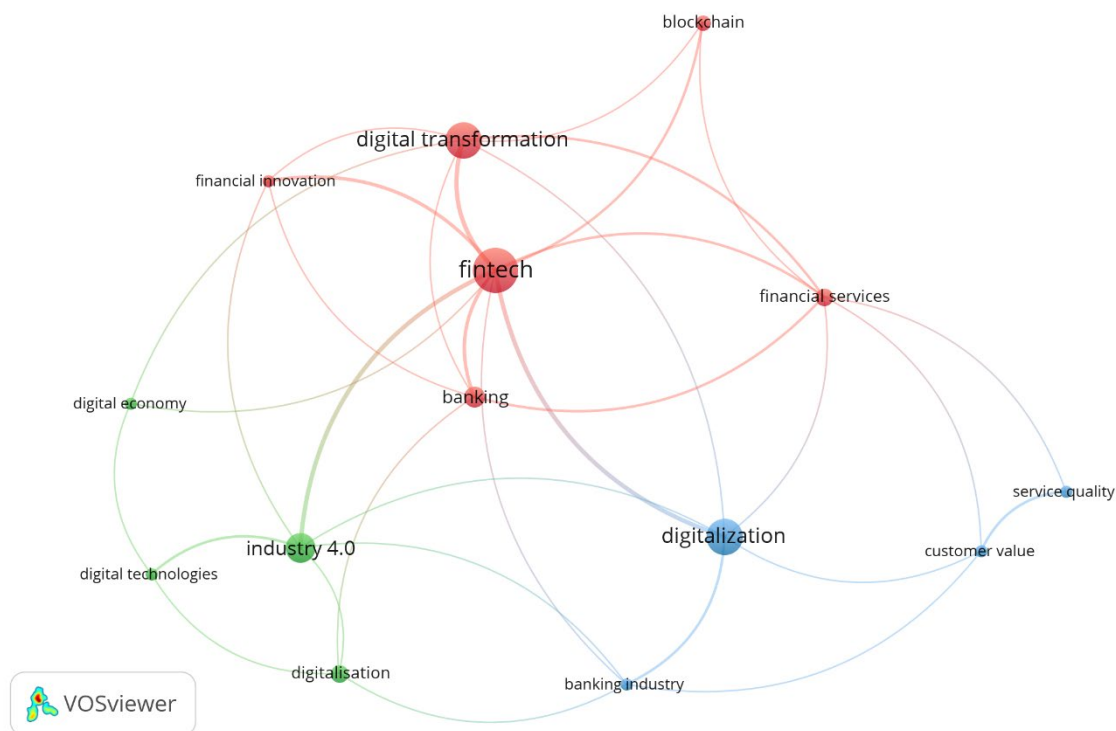 blockchain
digital transformation
financial innovation
fintech
financial services
banking
digital economy
service quality
digitalization
industry 4.0
customer value
digital technologies
digitalisation
banking industry
VOSviewer